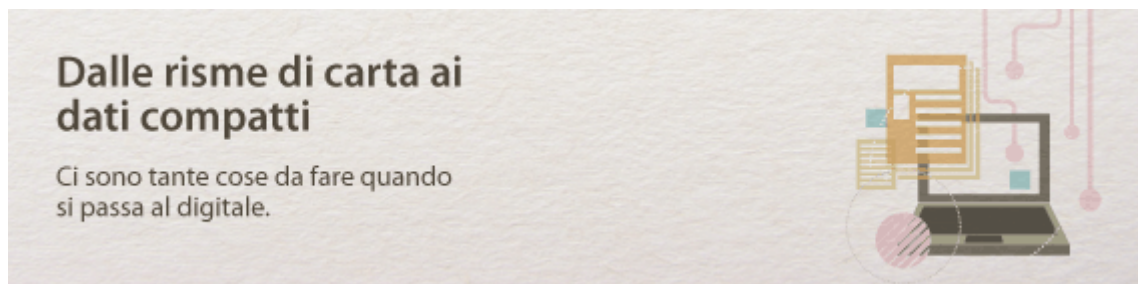 Dalle risme di carta ai
dati compatti
Ci sono tante cose da fare quando
si passa al digitale.